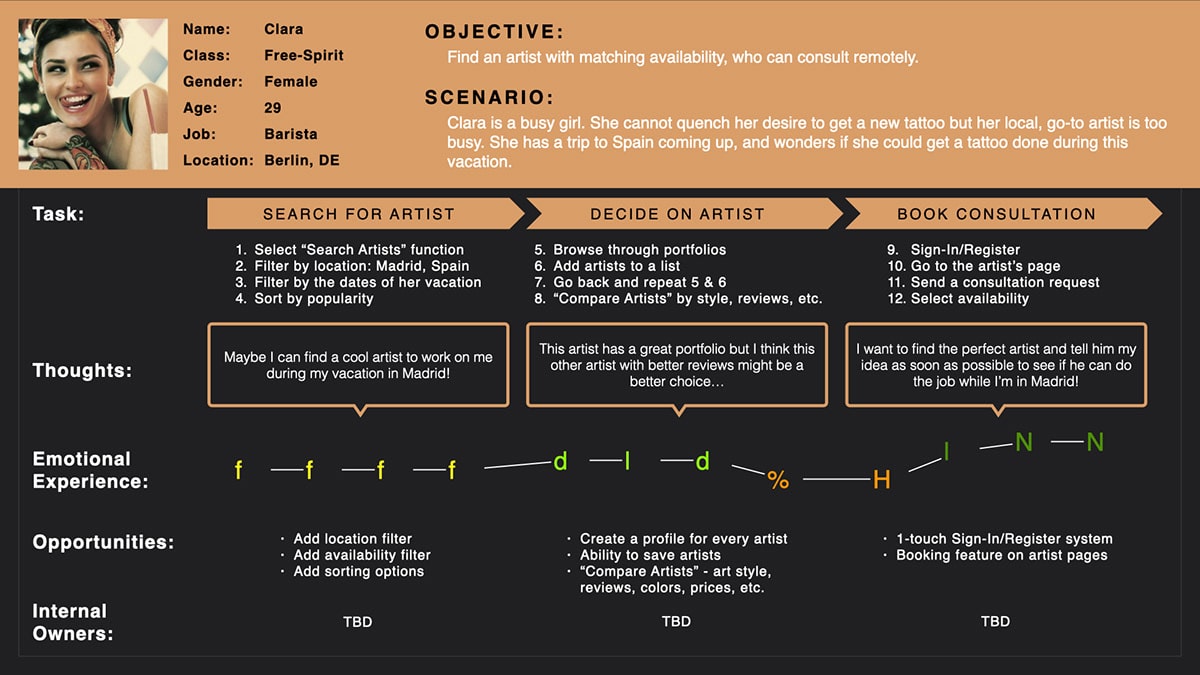 Name: Clara
Class: Free-Spirit
Gender: Female
Age: 29
Job: Barista
Location: Berlin, DE
OBJECTIVE:
Find an artist with matching availability, who can consult remotely.
SCENARIO:
Clara is a busy girl. She cannot quench her desire to get a new tattoo but her local, go-to artist is too
busy. She has a trip to Spain coming up, and wonders if she could get a tattoo done during this
vacation.
Task:
SEARCH FOR ARTIST
1. Select “Search Artists” function
2. Filter by location: Madrid, Spain
3. Filter by the dates of her vacation
4. Sort by popularity
DECIDE ON ARTIST
5. Browse through portfolios
6. Add artists to a list
7. Go back and repeat 5 & 6
8. “Compare Artists” by style, reviews, etc.
BOOK CONSULTATION
9. Sign-In/Register
10. Go to the artist's page
11. Send a consultation request
12. Select availability
Thoughts:
Maybe I can find a cool artist to work on me
during my vacation in Madrid!
This artist has a great portfolio but I think this
other artist with better reviews might be a
better choice…
I want to find the perfect artist and tell him my
idea as soon as possible to see if he can do
the job while I'm in Madrid!
Emotional
Experience:
f f f f d I d % H I N N
Opportunities:
· Add location filter
· Add availability filter
· Add sorting options
· Create a profile for every artist
· Ability to save artists
· “Compare Artists” - art style,
reviews, colors, prices, etc.
· 1-touch Sign-In/Register system
· Booking feature on artist pages
Internal
Owners:
TBD
TBD
TBD